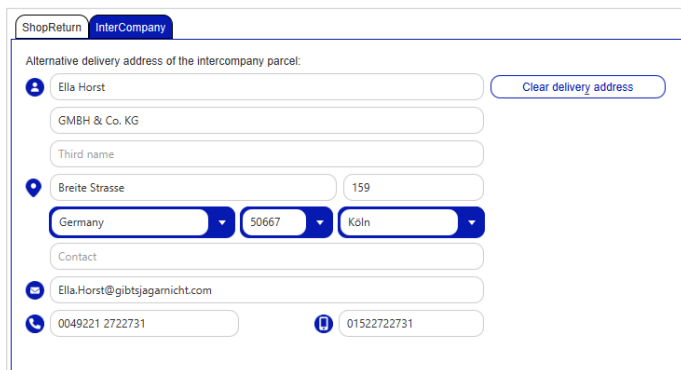 ShopReturn InterCompany
Alternative delivery address of the intercompany parcel:
Ella Horst Clear delivery address
GMBH & Co. KG
Third name
Breite Strasse 159
Germany 50667 Köln
Contact
Ella.Horst@gibtsjagarnicht.com
0049221 2722731 01522722731